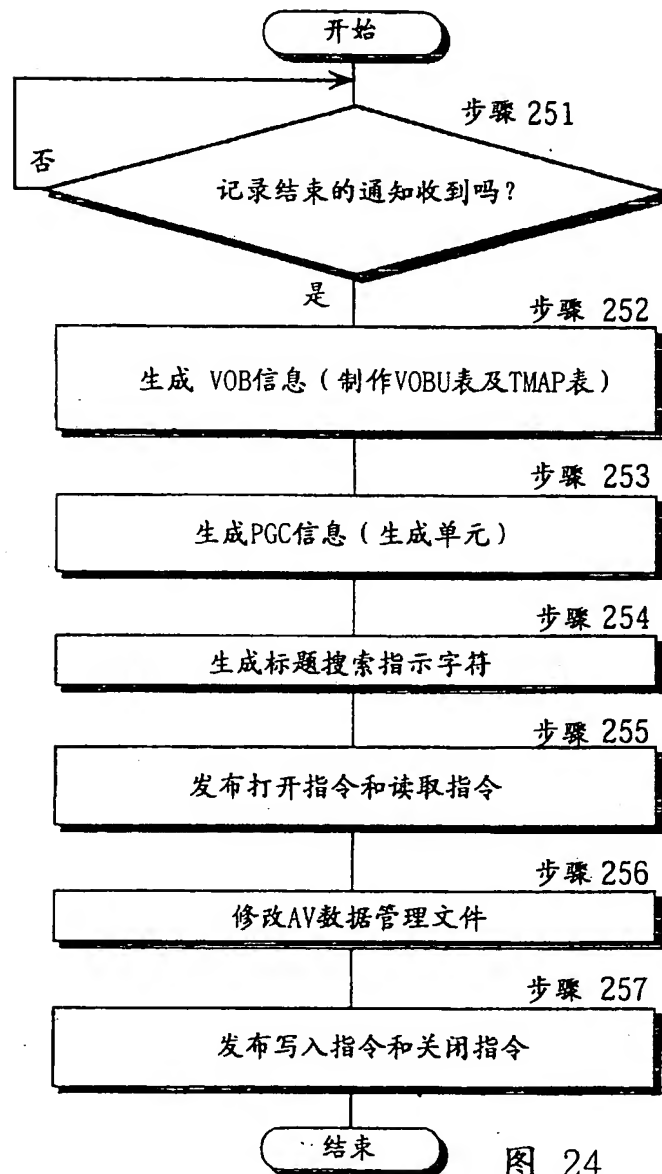 开始
步骤 251
否
记录结束的通知收到吗？
是
步骤 252
生成 VOB信息（制作VOBU表及TMAP表）
步骤 253
生成PGC信息（生成单元）
步骤 254
生成标题搜索指示字符
步骤 255
发布打开指令和读取指令
步骤 256
修改AV数据管理文件
步骤 257
发布写入指令和关闭指令
结束
图 24